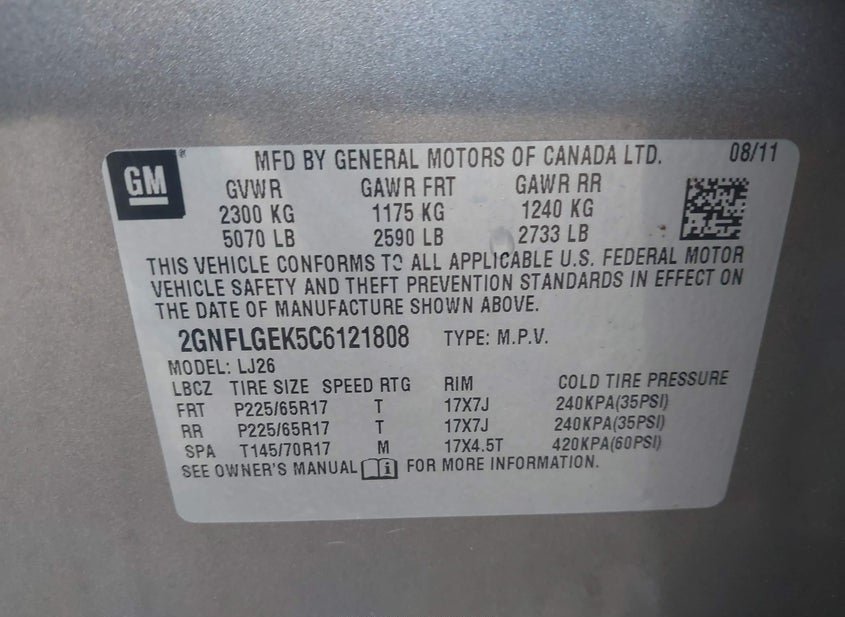 GM
MFD BY GENERAL MOTORS OF CANADA LTD. 08/11
GVWR GAWR FRT GAWR RR
2300 KG 1175 KG 1240 KG
5070 LB 2590 LB 2733 LB
THIS VEHICLE CONFORMS TO ALL APPLICABLE U.S. FEDERAL MOTOR
VEHICLE SAFETY AND THEFT PREVENTION STANDARDS IN EFFECT ON
THE DATE OF MANUFACTURE SHOWN ABOVE.
2GNFLGEK5C6121808 TYPE: M.P.V.
MODEL: LJ26
LBCZ TIRE SIZE SPEED RTG RIM COLD TIRE PRESSURE
FRT P225/65R17 T 17X7J 240KPA(35PSI)
RR P225/65R17 T 17X7J 240KPA(35PSI)
SPA T145/70R17 M 17X4.5T 420KPA(60PSI)
SEE OWNER'S MANUAL i FOR MORE INFORMATION.